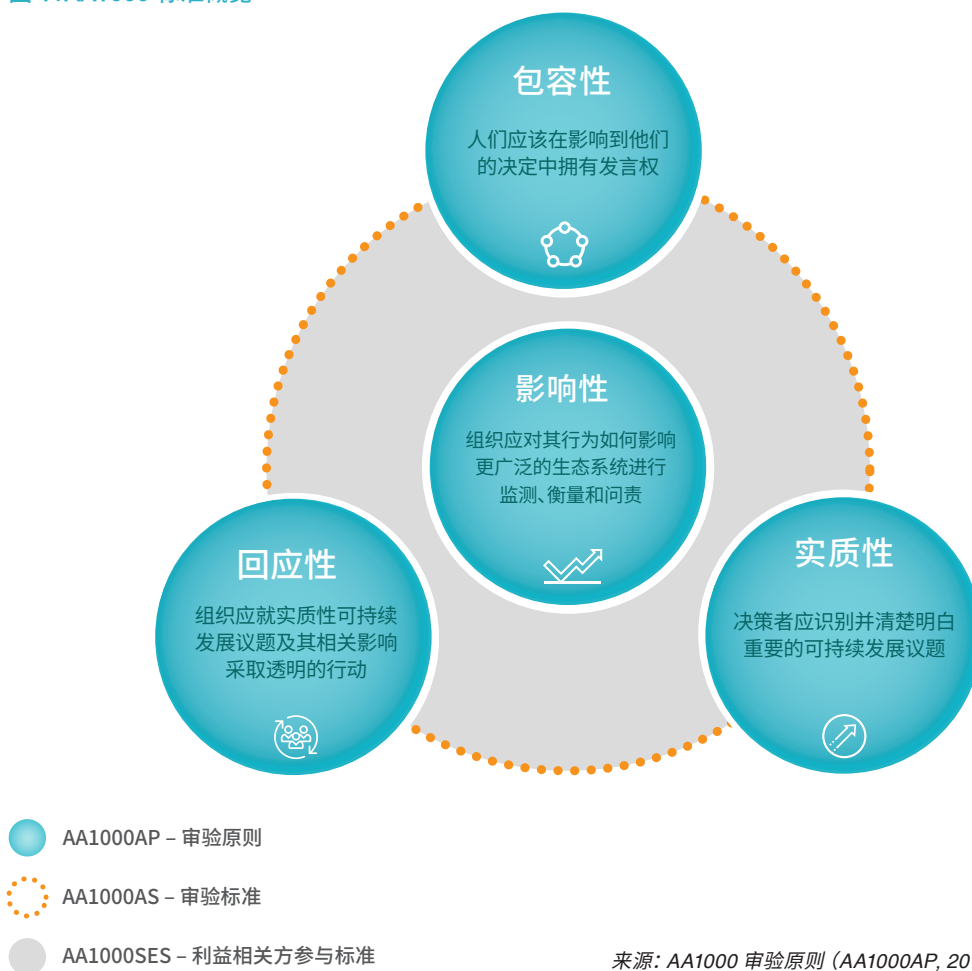 包容性
人们应该在影响到他们
的决定中拥有发言权
影响性
组织应对其行为如何影响
更广泛的生态系统进行
监测、衡量和问责
回应性
组织应就实质性可持续
发展议题及其相关影响
采取透明的行动
实质性
决策者应识别并清楚明白
重要的可持续发展议题
AA1000AP – 审验原则
AA1000AS – 审验标准
AA1000SES – 利益相关方参与标准
来源: AA1000 审验原则 (AA1000AP, 20